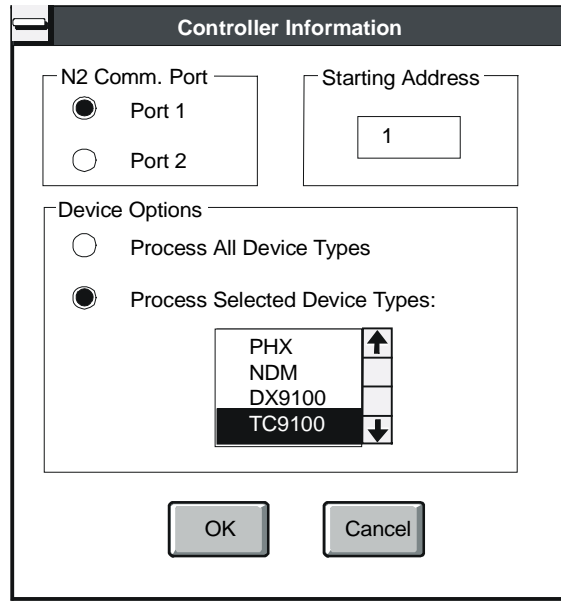 Controller Information
N2 Comm. Port
Starting Address
Port 1
1
Port 2
Device Options
Process All Device Types
Process Selected Device Types:
PHX
NDM
DX9100
TC9100
OK
Cancel